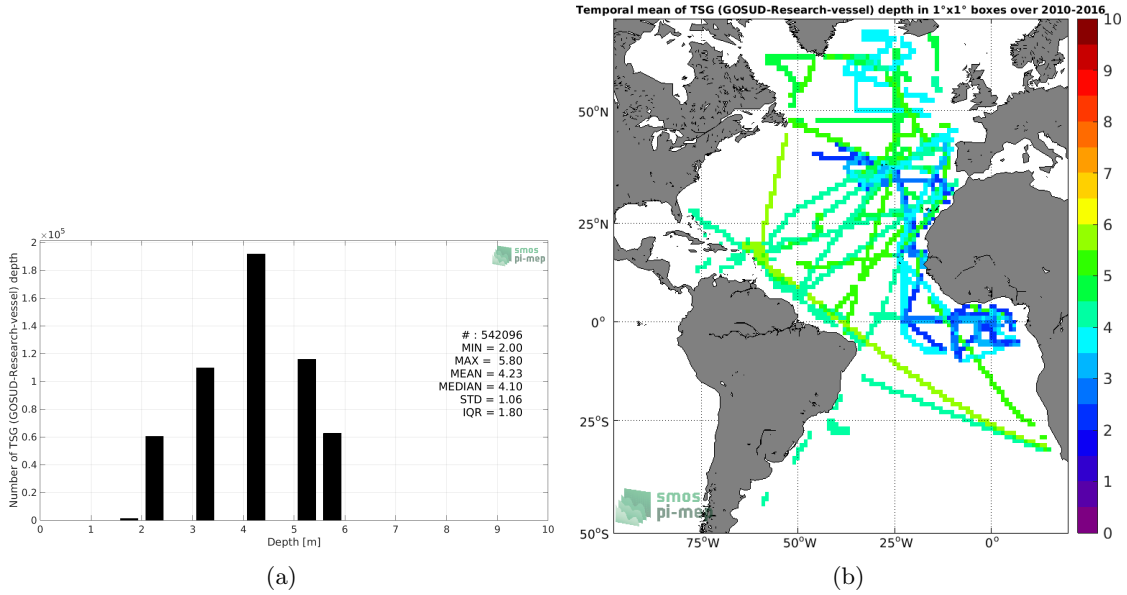 ×10⁵
2
1.8
1.6
1.4
1.2
1
0.8
0.6
0.4
0.2
0
0 1 2 3 4 5 6 7 8 9 10
Depth [m]
Number of TSG (GOSUD-Research-vessel) depth
smos
pi-mep
# : 542096
MIN = 2.00
MAX = 5.80
MEAN = 4.23
MEDIAN = 4.10
STD = 1.06
IQR = 1.80
(a)
Temporal mean of TSG (GOSUD-Research-vessel) depth in 1°x1° boxes over 2010-2016
50°N
25°N
0°
25°S
50°S
75°W 50°W 25°W 0°
smos
pi-mep
10
9
8
7
6
5
4
3
2
1
0
(b)